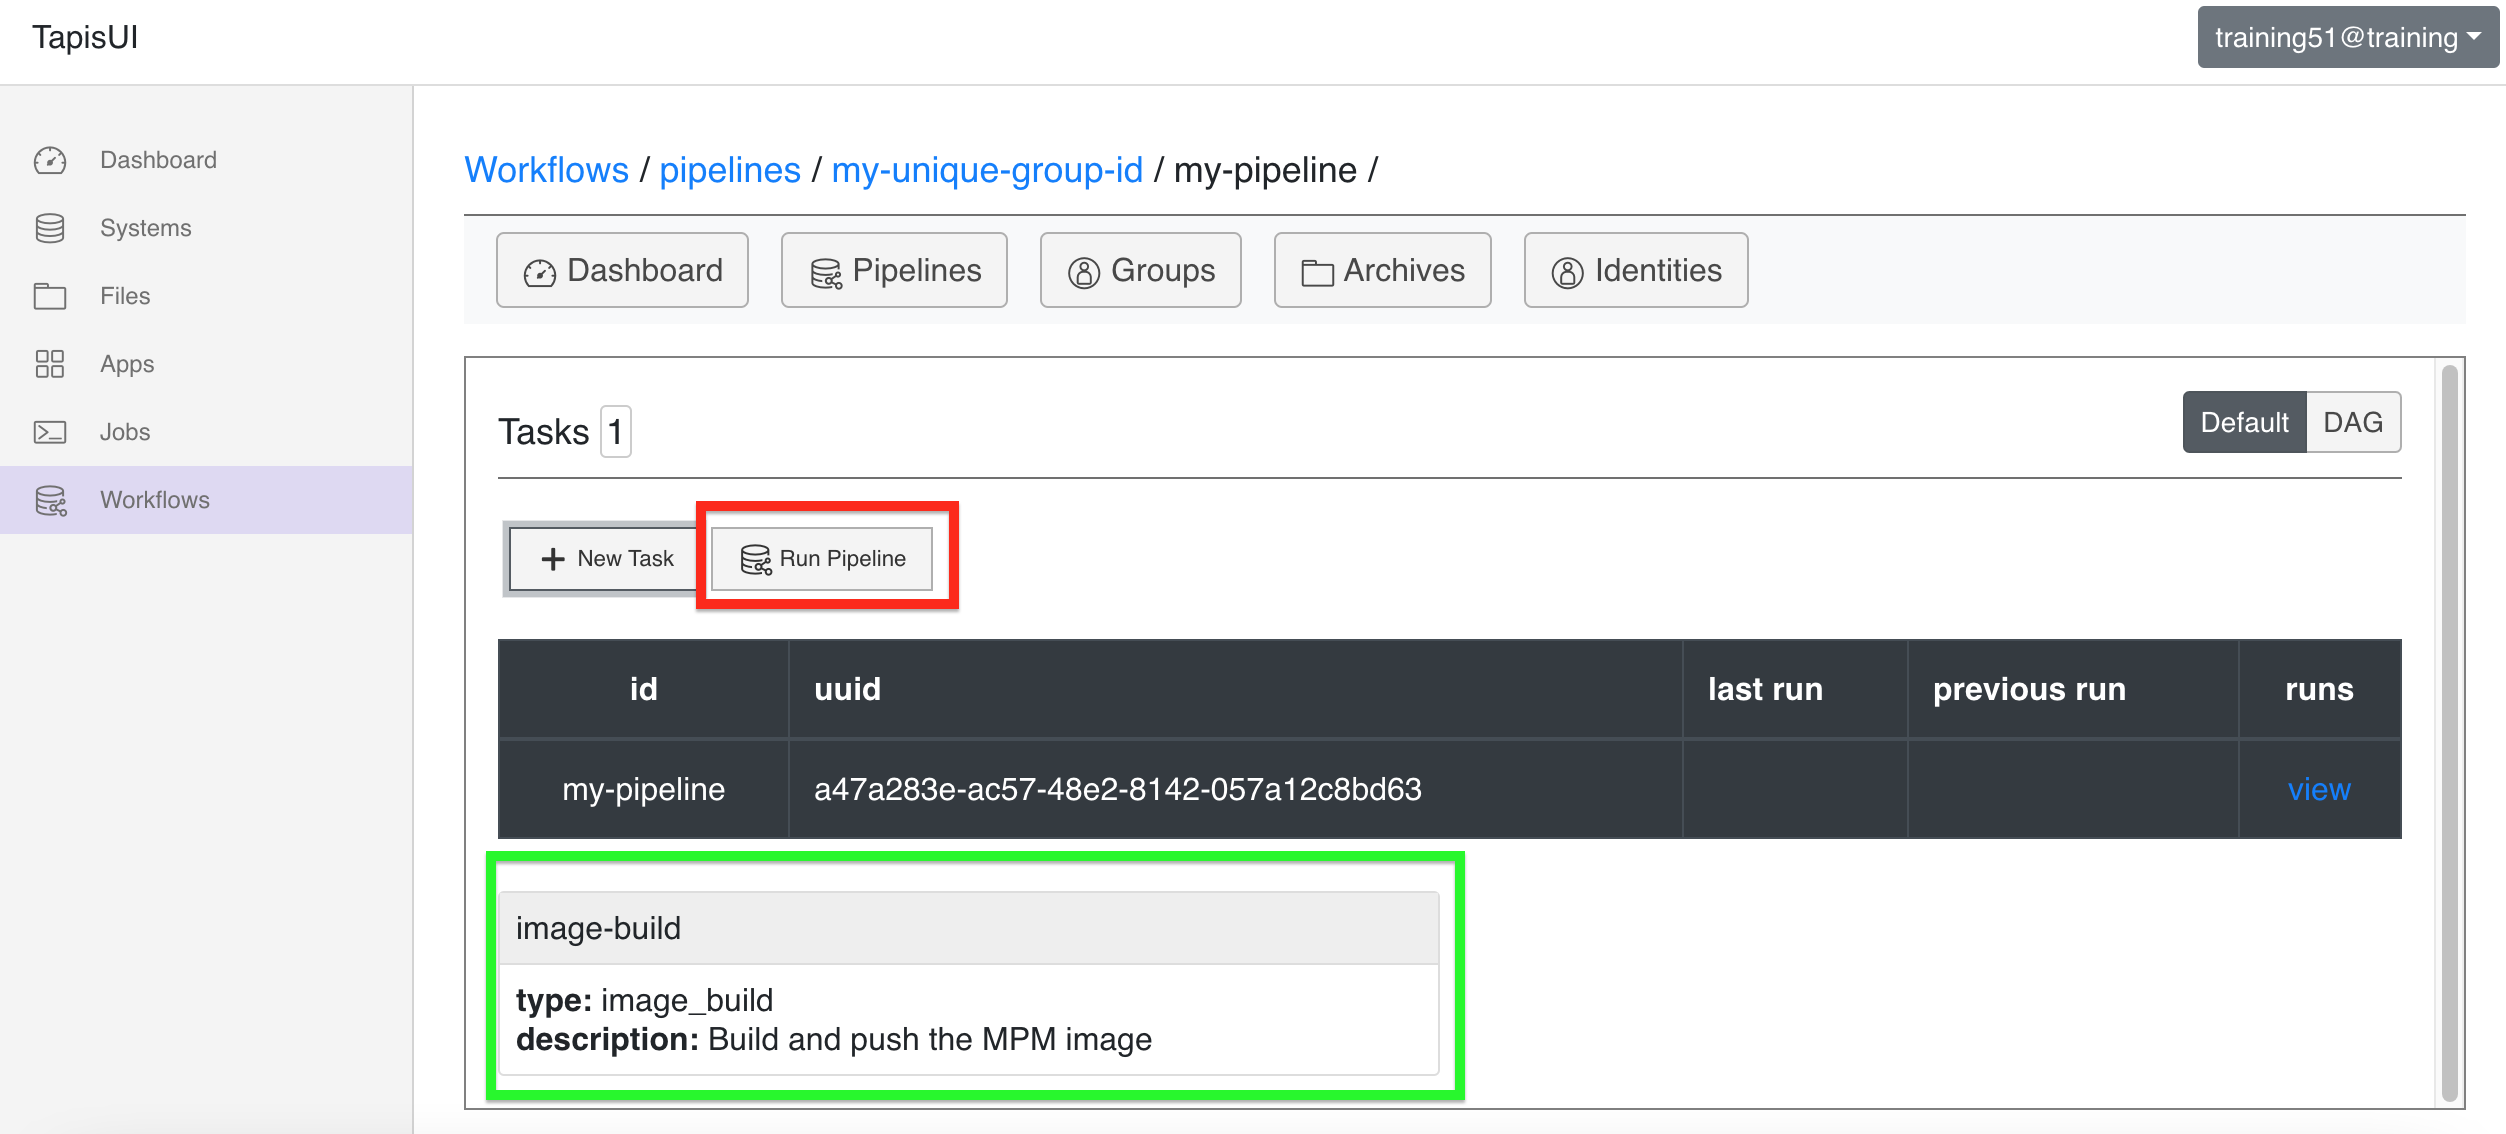 TapisUI
training51@training
Dashboard
Systems
Files
Apps
Jobs
Workflows
Workflows / pipelines / my-unique-group-id / my-pipeline /
Dashboard Pipelines Groups Archives Identities
Tasks 1
Default DAG
New Task Run Pipeline
id uuid last run previous run runs
my-pipeline a47a283e-ac57-48e2-8142-057a12c8bd63 view
image-build
type: image_build
description: Build and push the MPM image